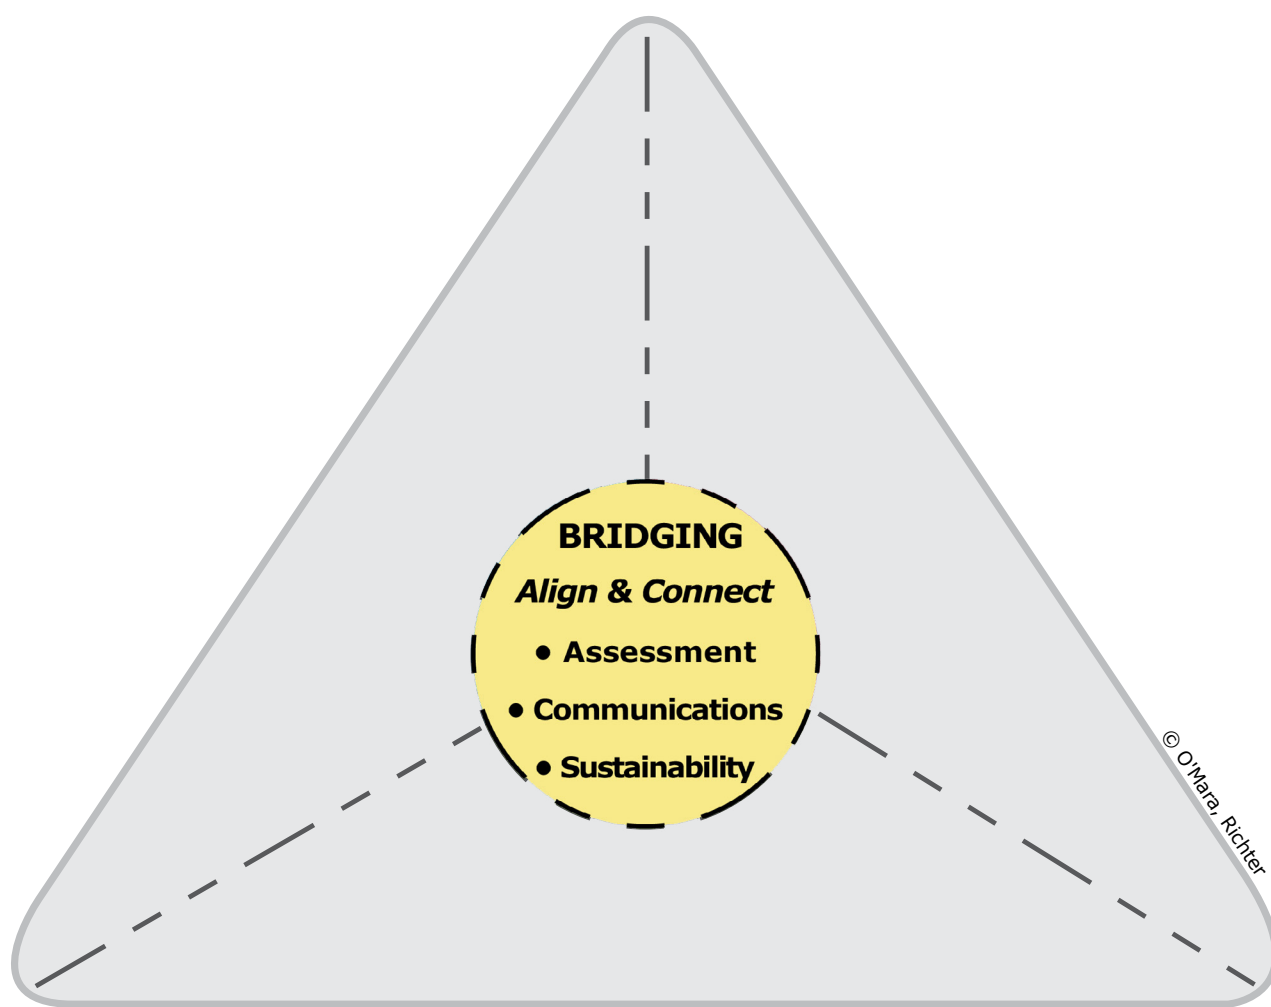 BRIDGING
Align & Connect
• Assessment
• Communications
• Sustainability
© O'Mara, Richter